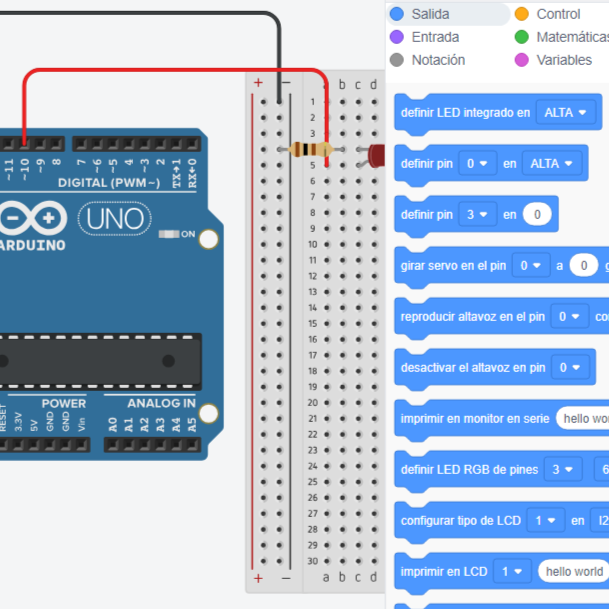 Salida
Control
Entrada
Matemáticas
Notación
Variables
definir LED integrado en ALTA
definir pin 0 en ALTA
definir pin 3 en 0
girar servo en el pin 0 a 0 g
reproducir altavoz en el pin 0 co
desactivar el altavoz en pin 0
imprimir en monitor en serie hello wor
definir LED RGB de pines 3 6
configurar tipo de LCD 1 en I2
imprimir en LCD 1 hello world
~11 ~10 ~9 8 7 ~6 ~5 4 ~3 2 TX→1 RX←0
DIGITAL (PWM~)
UNO
ARDUINO
ON
POWER
ANALOG IN
RESET 3.3V 5V GND GND Vin A0 A1 A2 A3 A4 A5
+ − b c d
1
2
3
5
6
7
8
9
10
11
12
13
14
15
16
17
18
19
20
21
22
23
24
25
26
27
28
29
30
+ − a b c d